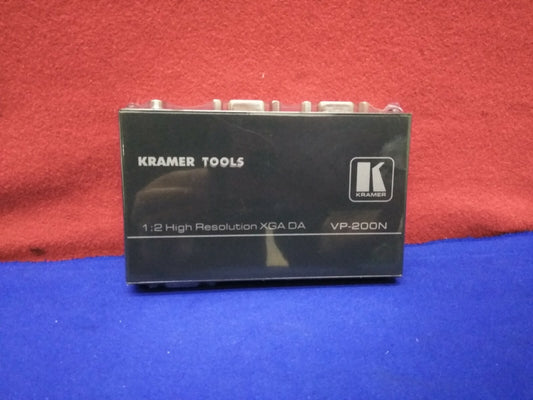 KRAMER TOOLS
K
KRAMER
1:2 High Resolution XGA DA VP-200N